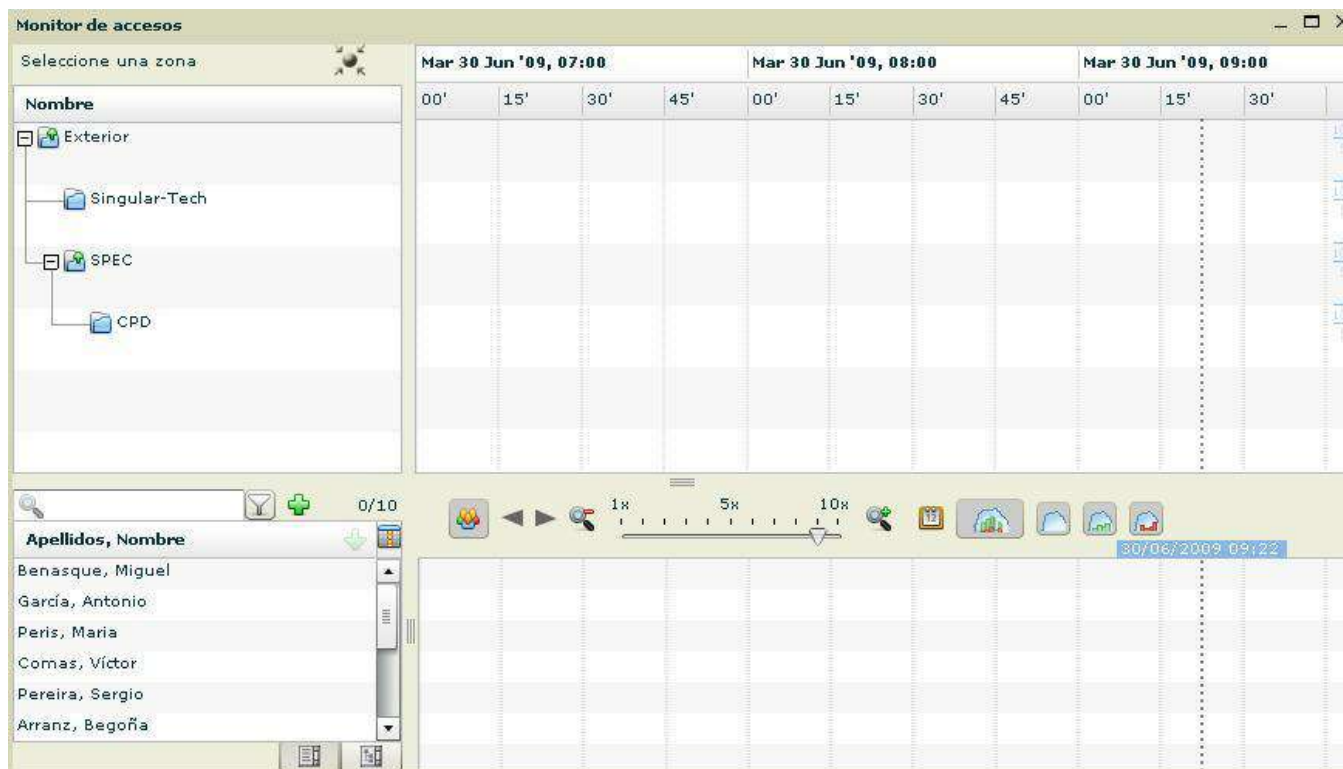 Monitor de accesos
Seleccione una zona
Mar 30 Jun '09, 07:00 Mar 30 Jun '09, 08:00 Mar 30 Jun '09, 09:00
Nombre
00' 15' 30' 45' 00' 15' 30' 45' 00' 15' 30'
Exterior
Singular-Tech
SPEC
CPD
0/10
1x 5x 10x
12
Apellidos, Nombre
30/06/2009 09:22
Benasque, Miguel
García, Antonio
Peris, Maria
Comas, Víctor
Pereira, Sergio
Arranz, Begoña